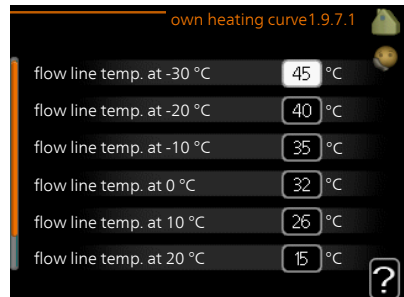 own heating curve1.9.7.1
flow line temp. at -30 °C 45 °C
flow line temp. at -20 °C 40 °C
flow line temp. at -10 °C 35 °C
flow line temp. at 0 °C 32 °C
flow line temp. at 10 °C 26 °C
flow line temp. at 20 °C 15 °C
?